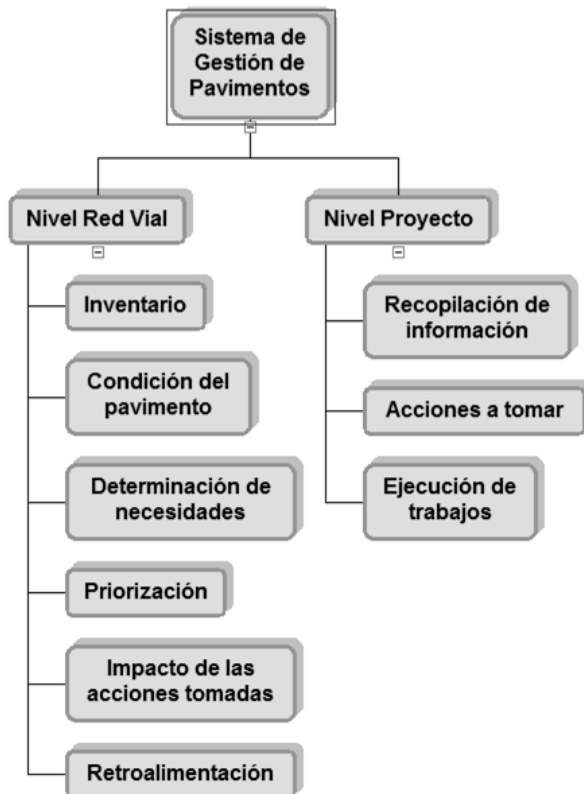 Sistema de
Gestión de
Pavimentos
Nivel Red Vial
Nivel Proyecto
Inventario
Condición del
pavimento
Determinación de
necesidades
Priorización
Impacto de las
acciones tomadas
Retroalimentación
Recopilación de
información
Acciones a tomar
Ejecución de
trabajos